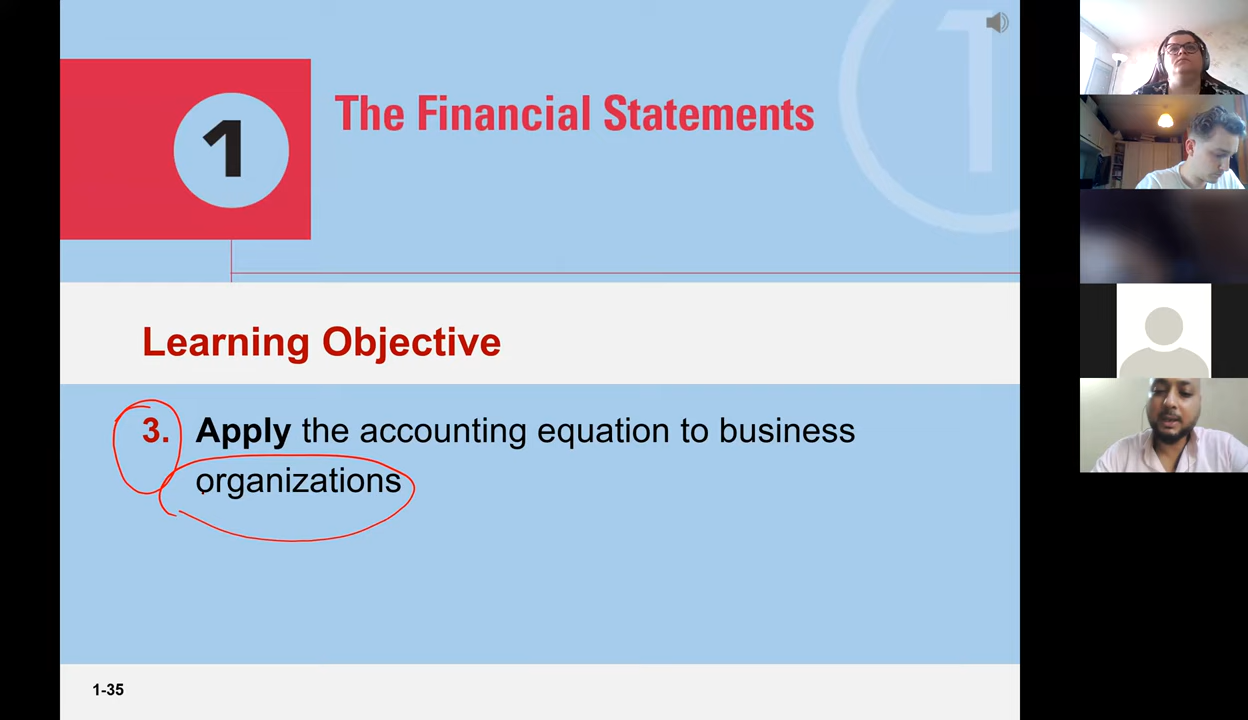 1
The Financial Statements
Learning Objective
3. Apply the accounting equation to business
organizations
1-35